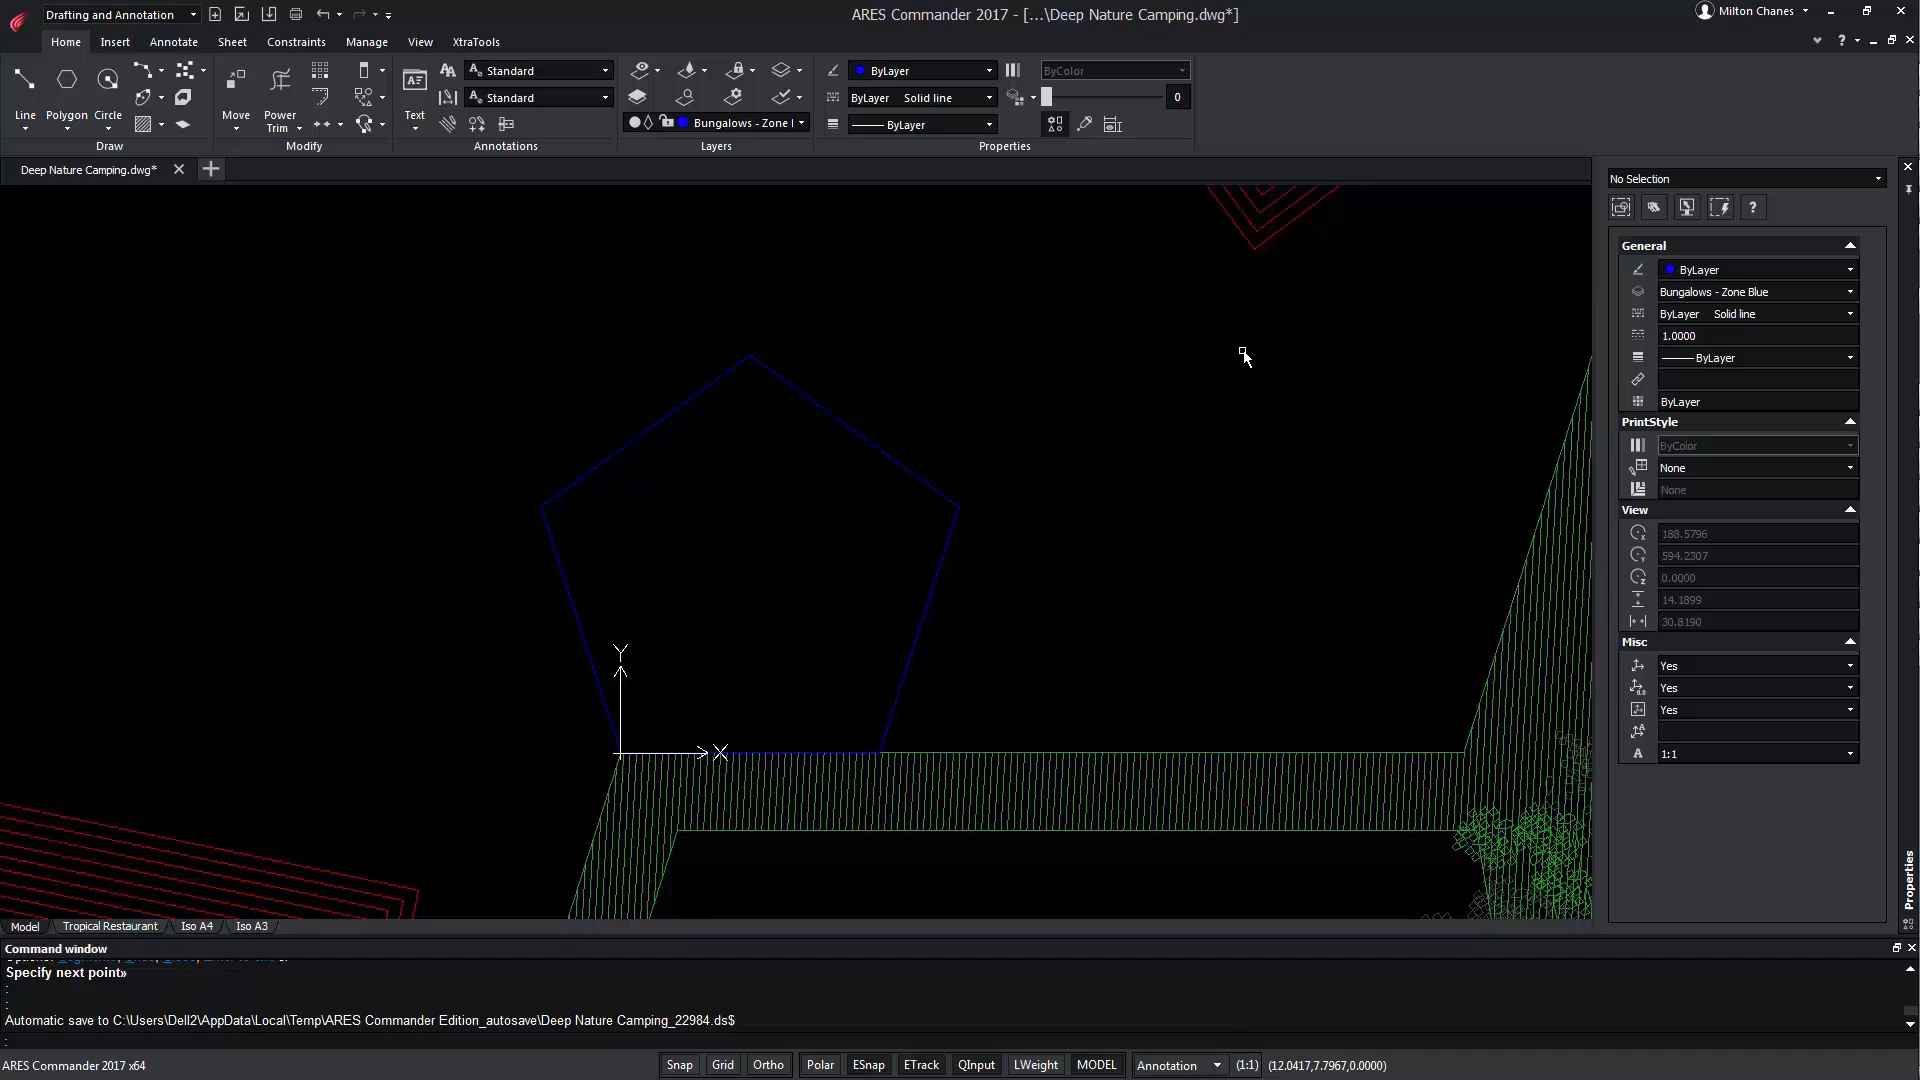 Drafting and Annotation
ARES Commander 2017 - [...\Deep Nature Camping.dwg*]
Milton Chanes
Home Insert Annotate Sheet Constraints Manage View XtraTools
?
Line Polygon Circle
Draw
Move Power Trim
Modify
Text
Standard
Standard
Annotations
Bungalows - Zone
Layers
ByLayer
ByLayer Solid line
ByLayer
ByColor
0
Properties
Deep Nature Camping.dwg*
No Selection
?
General
ByLayer
Bungalows - Zone Blue
ByLayer Solid line
1.0000
ByLayer
ByLayer
PrintStyle
ByColor
None
None
View
188.5796
594.2307
0.0000
14.1899
30.8190
Misc
Yes
Yes
Yes
1:1
Properties
Y
X
Model Tropical Restaurant Iso A4 Iso A3
Command window
Specify next point»
:
:
Automatic save to C:\Users\Dell2\AppData\Local\Temp\ARES Commander Edition_autosave\Deep Nature Camping_22984.ds$
:
ARES Commander 2017 x64
Snap Grid Ortho Polar ESnap ETrack QInput LWeight MODEL Annotation (1:1) (12.0417,7.7967,0.0000)